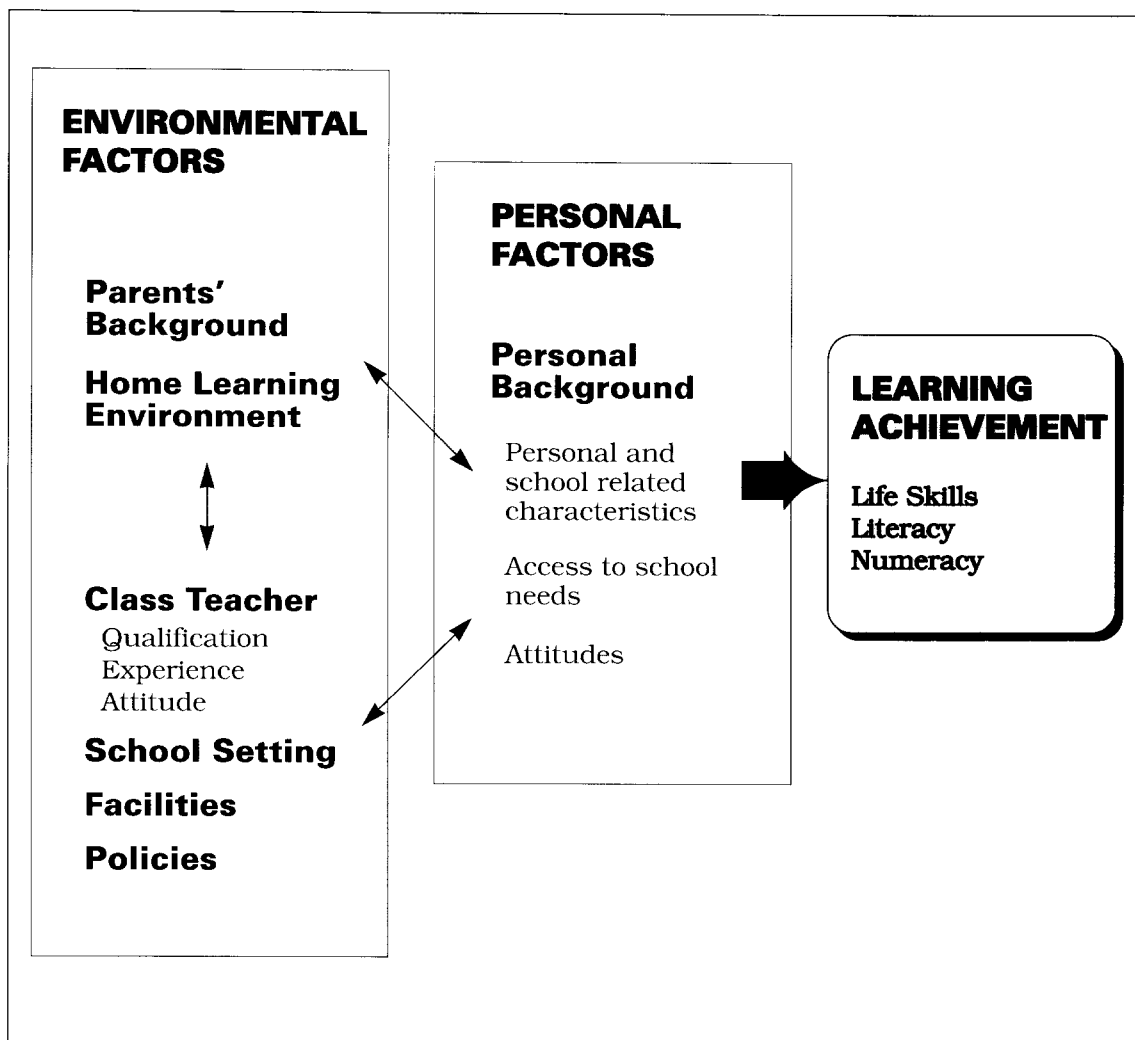 ENVIRONMENTAL
FACTORS
Parents'
Background
Home Learning
Environment
Class Teacher
Qualification
Experience
Attitude
School Setting
Facilities
Policies
PERSONAL
FACTORS
Personal
Background
Personal and
school related
characteristics
Access to school
needs
Attitudes
LEARNING
ACHIEVEMENT
Life Skills
Literacy
Numeracy